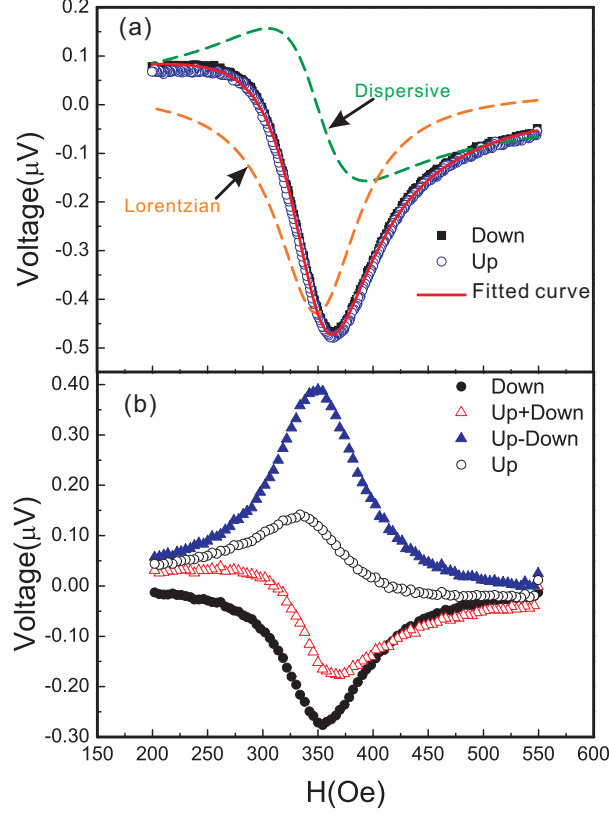 (a)
0.2
0.1
0.0
-0.1
-0.2
-0.3
-0.4
-0.5
Voltage(μV)
Dispersive
Lorentzian
Down
Up
Fitted curve
(b)
0.40
0.30
0.20
0.10
0.00
-0.10
-0.20
-0.30
Voltage(μV)
Down
Up+Down
Up-Down
Up
150 200 250 300 350 400 450 500 550 600
H(Oe)